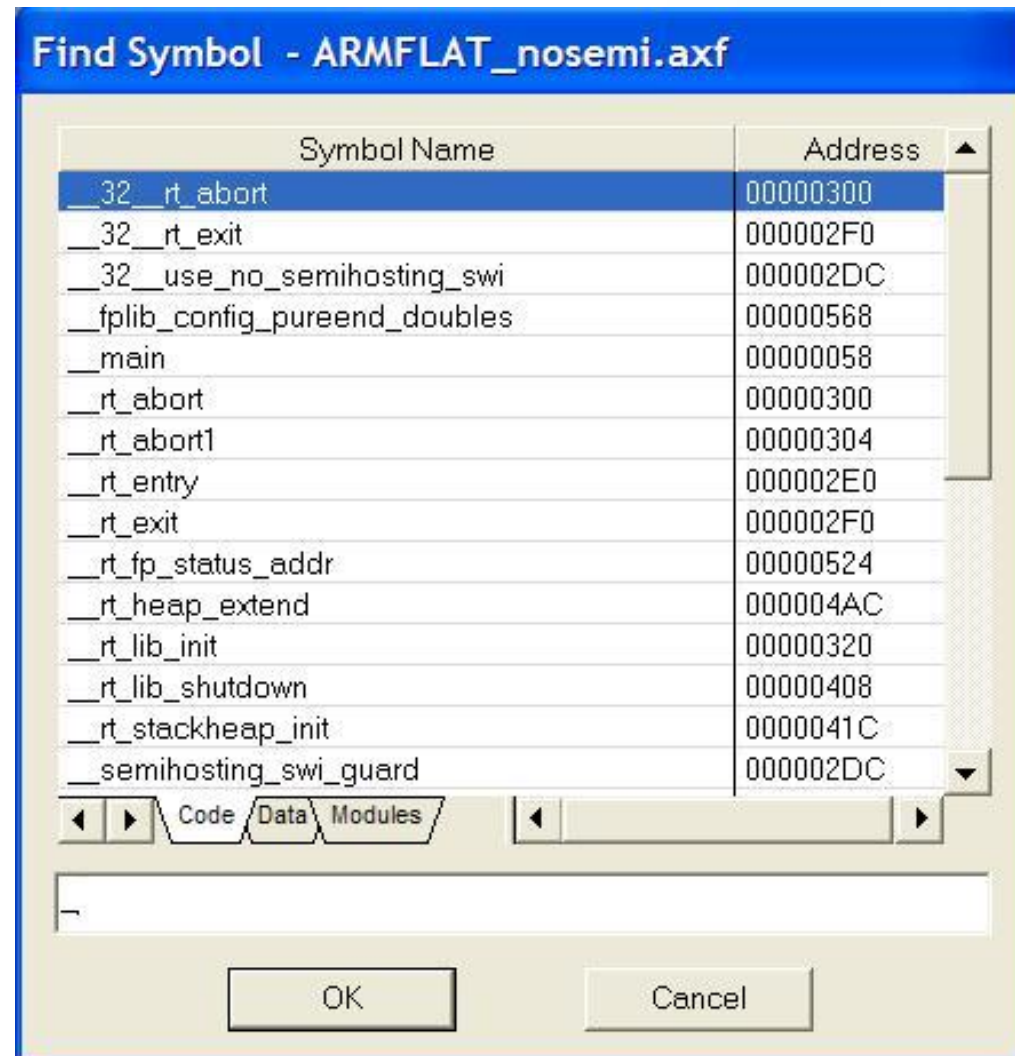 Find Symbol - ARMFLAT_nosemi.axf
Symbol Name Address
__32__rt_abort 00000300
__32__rt_exit 000002F0
__32__use_no_semihosting_swi 000002DC
__fplib_config_pureend_doubles 00000568
__main 00000058
__rt_abort 00000300
__rt_abort1 00000304
__rt_entry 000002E0
__rt_exit 000002F0
__rt_fp_status_addr 00000524
__rt_heap_extend 000004AC
__rt_lib_init 00000320
__rt_lib_shutdown 00000408
__rt_stackheap_init 0000041C
__semihosting_swi_guard 000002DC
Code Data Modules
¬
OK Cancel